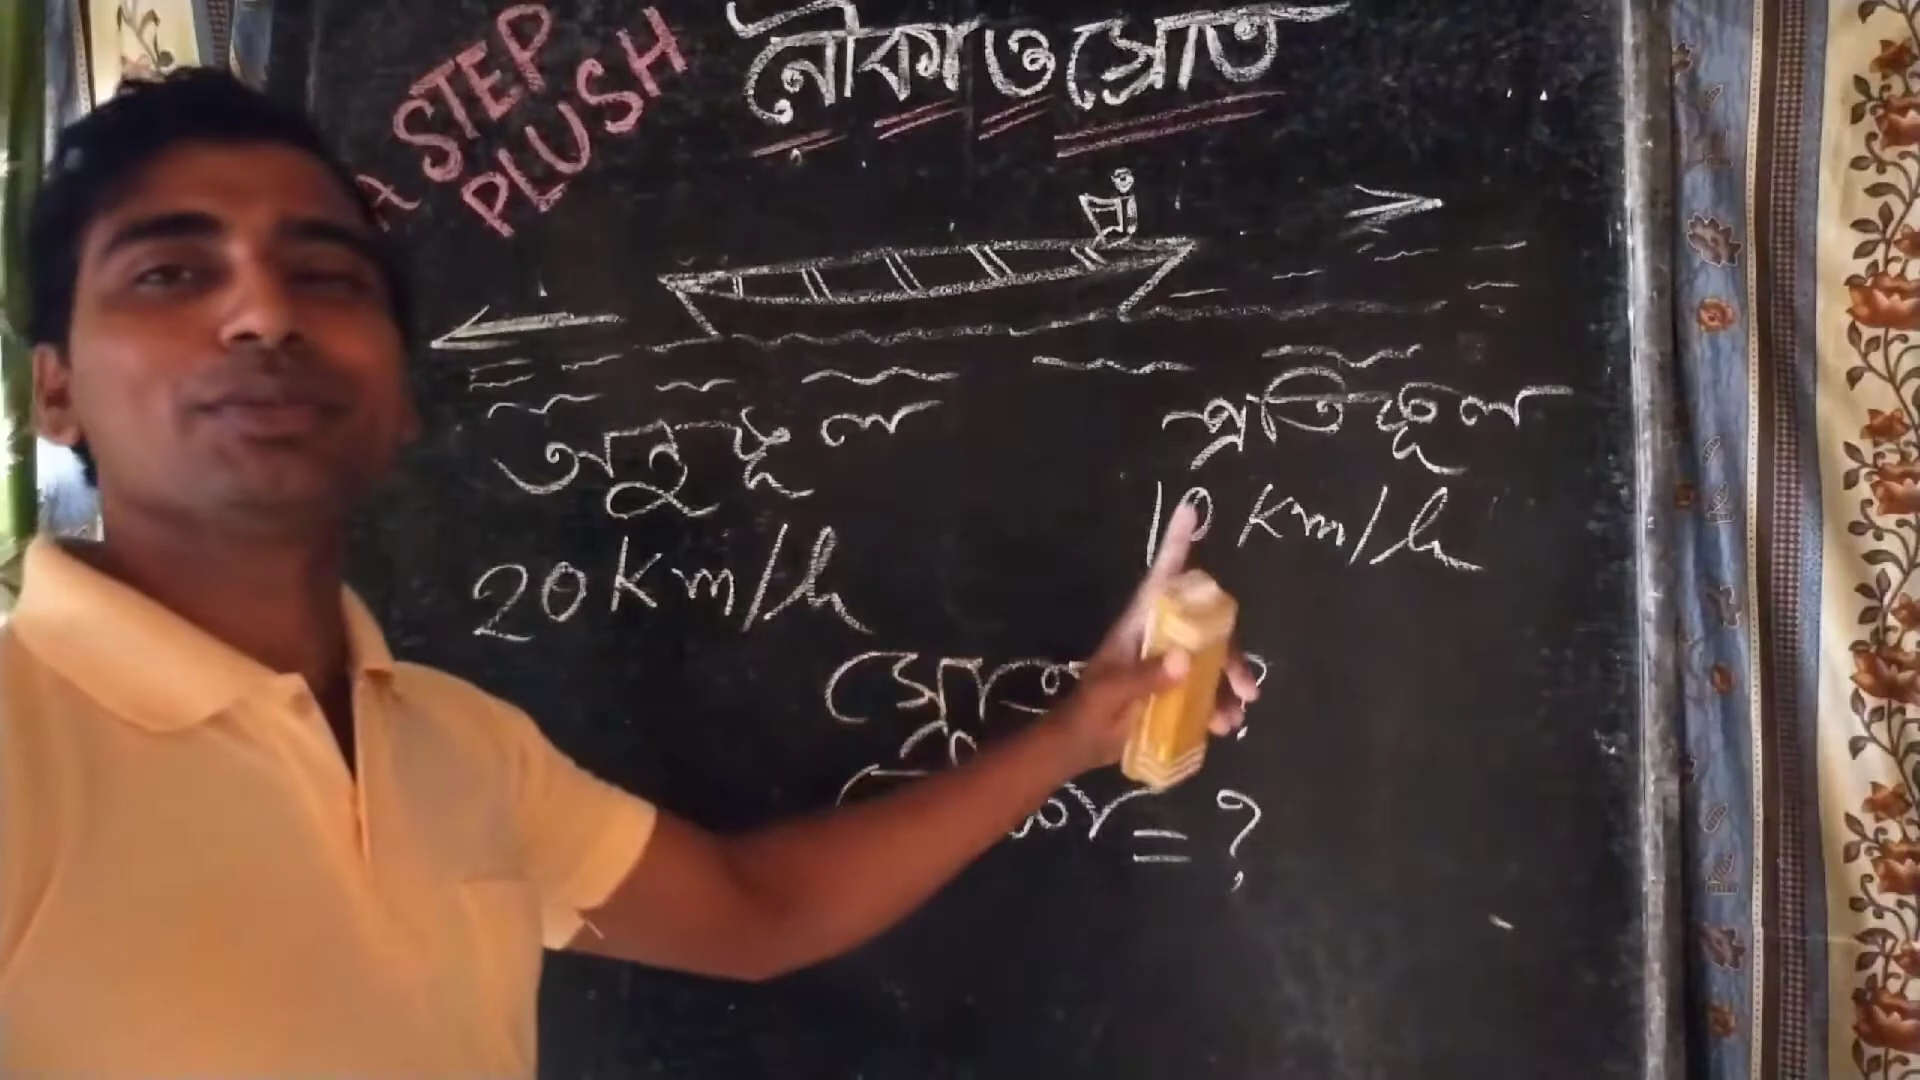 A STEP
PLUSH
নৌকা ও স্রোত
অনুকূল
প্রতিকূল
20 Km/h
10 Km/h
= ?